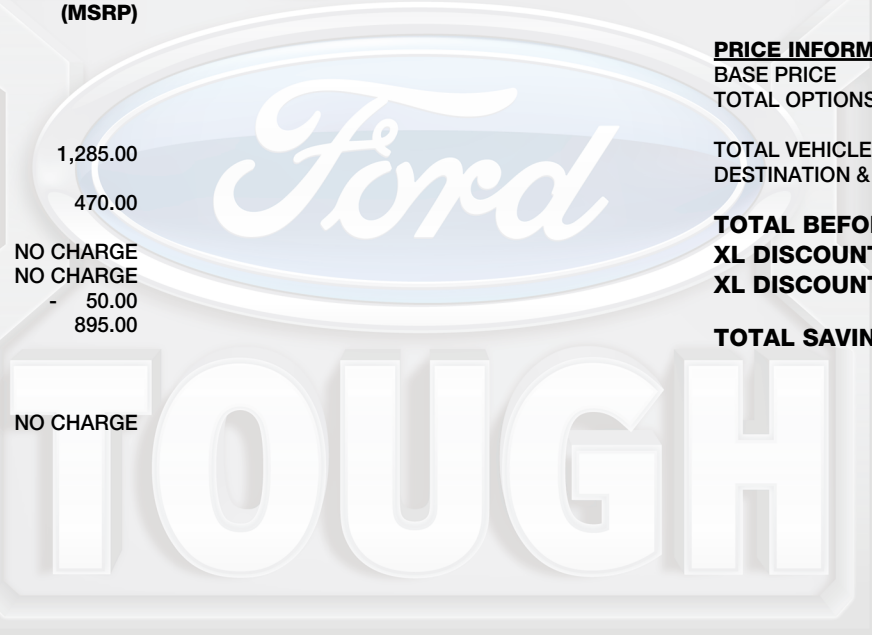 (MSRP)
1,285.00
470.00
NO CHARGE
NO CHARGE
- 50.00
895.00
NO CHARGE
PRICE INFORM
BASE PRICE
TOTAL OPTIONS
TOTAL VEHICLE
DESTINATION &
TOTAL BEFO
XL DISCOUNT
XL DISCOUNT
TOTAL SAVIN
Ford
TOUGH